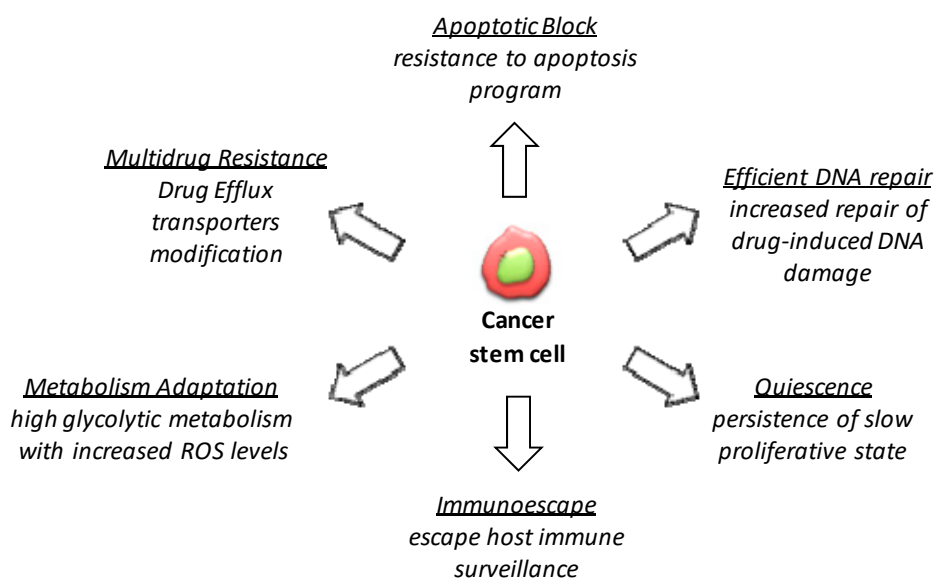 Apoptotic Block
resistance to apoptosis
program
Multidrug Resistance
Drug Efflux
transporters
modification
Efficient DNA repair
increased repair of
drug-induced DNA
damage
Cancer
stem cell
Metabolism Adaptation
high glycolytic metabolism
with increased ROS levels
Quiescence
persistence of slow
proliferative state
Immunoescape
escape host immune
surveillance